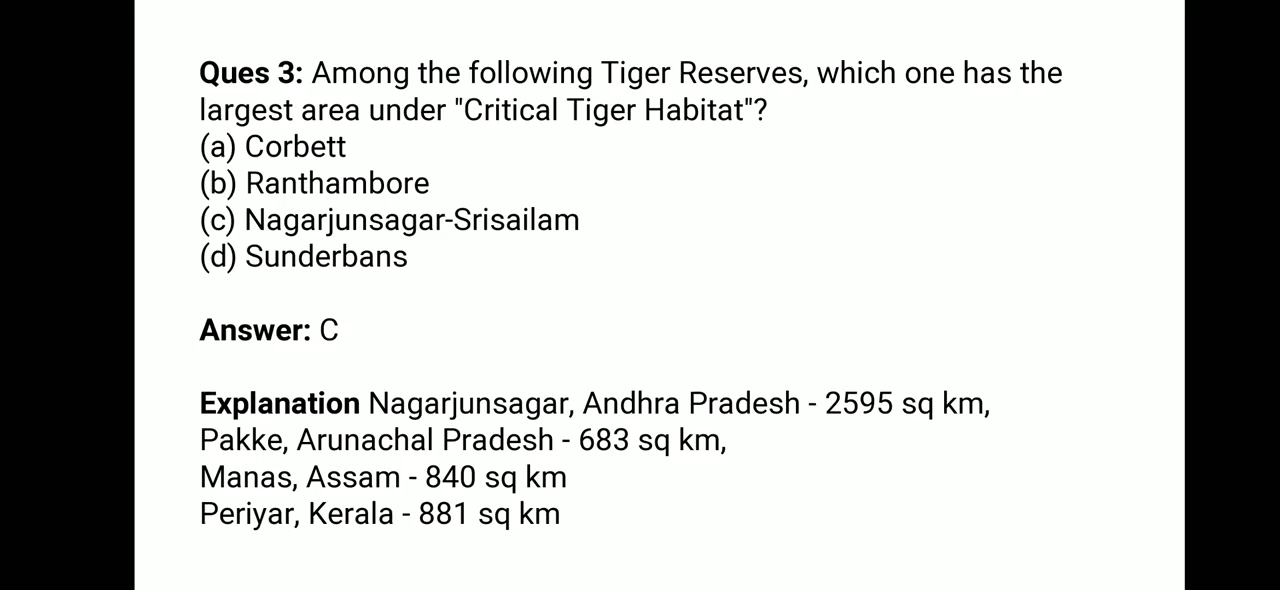 Ques 3: Among the following Tiger Reserves, which one has the
largest area under "Critical Tiger Habitat"?
(a) Corbett
(b) Ranthambore
(c) Nagarjunsagar-Srisailam
(d) Sunderbans
Answer: C
Explanation Nagarjunsagar, Andhra Pradesh - 2595 sq km,
Pakke, Arunachal Pradesh - 683 sq km,
Manas, Assam - 840 sq km
Periyar, Kerala - 881 sq km